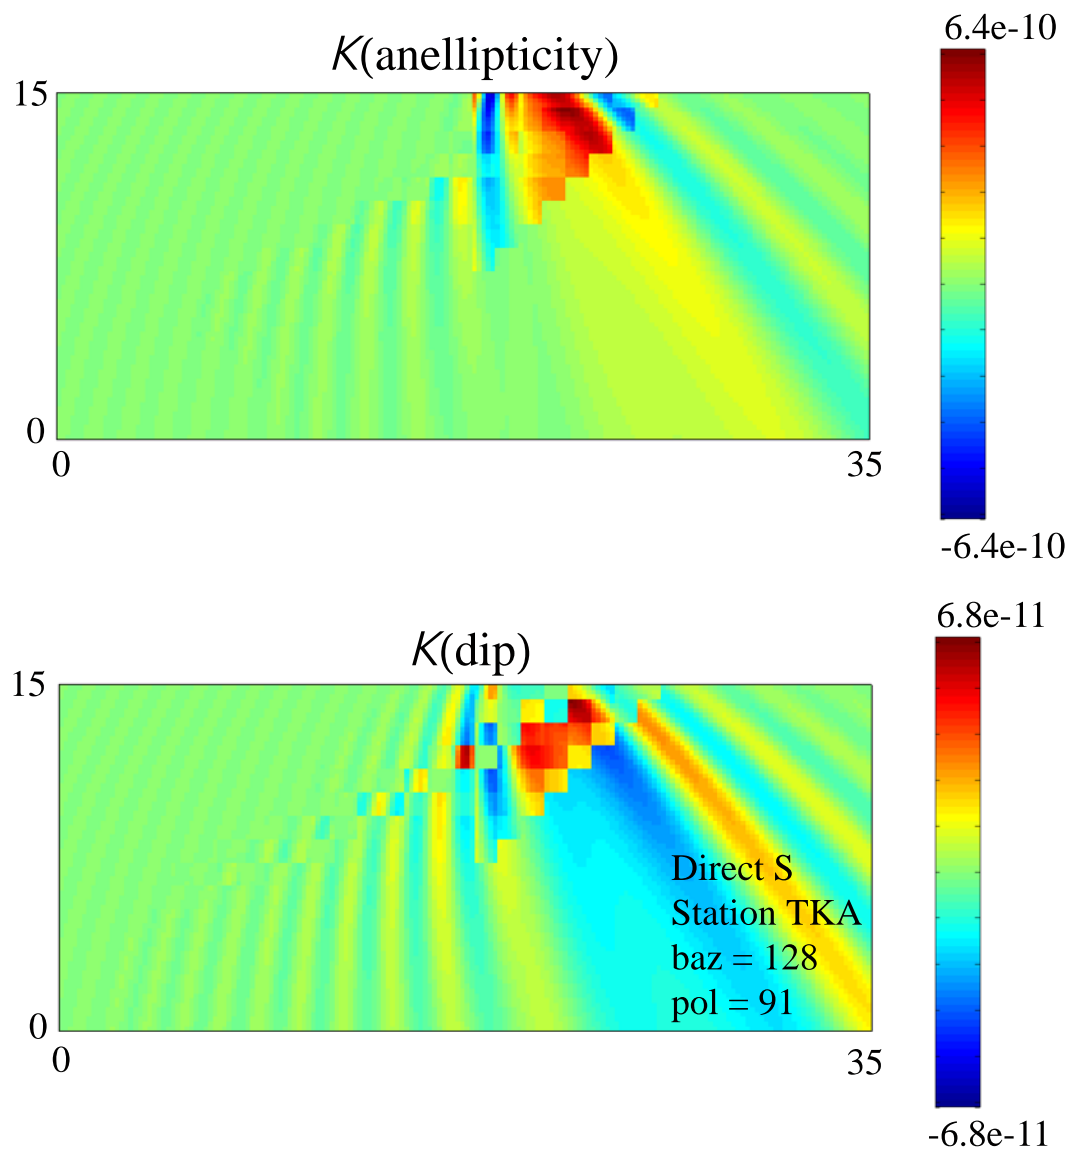 K(anellipticity)
6.4e-10
15
0
0
35
-6.4e-10
K(dip)
6.8e-11
15
Direct S
Station TKA
baz = 128
pol = 91
0
0
35
-6.8e-11